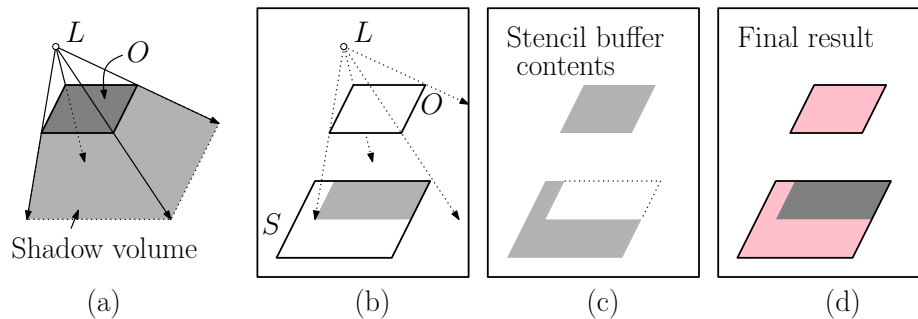 L
O
Shadow volume
(a)
L
O
S
(b)
Stencil buffer
contents
(c)
Final result
(d)